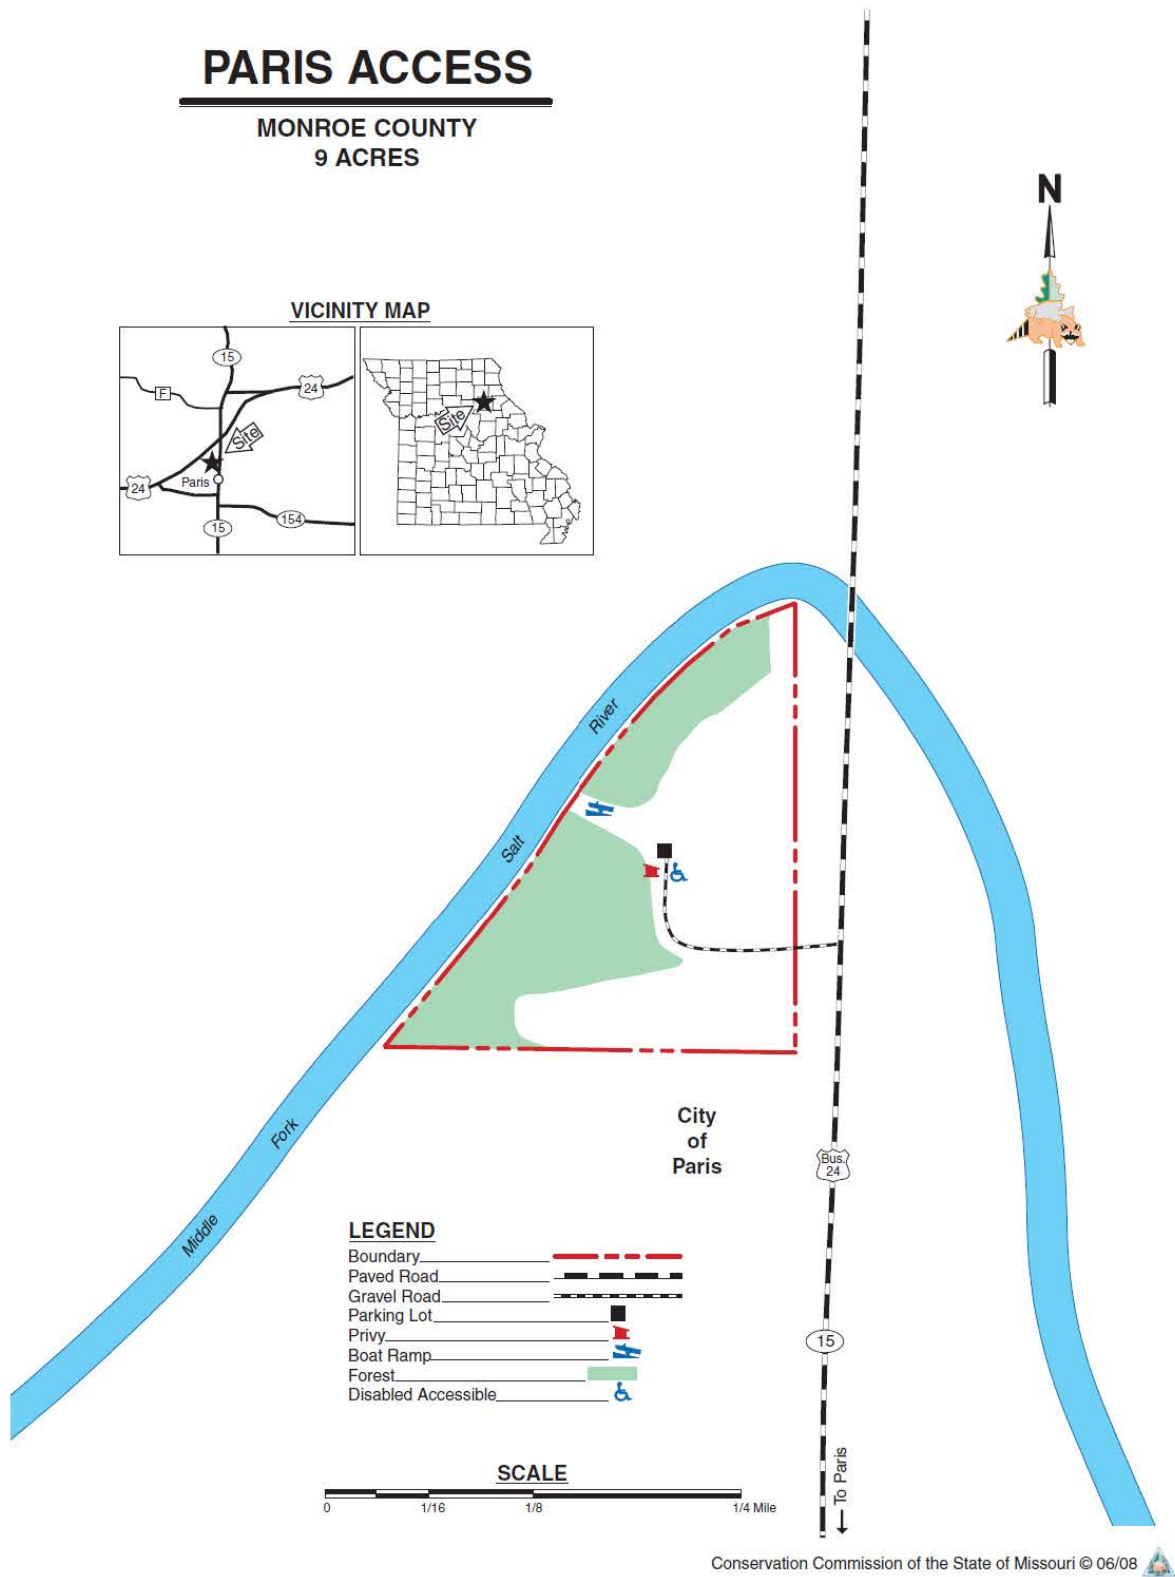 PARIS ACCESS
MONROE COUNTY
9 ACRES
N
VICINITY MAP
15
F
24
Site
Paris
24
15
154
Site
River
Salt
Fork
Middle
City
of
Paris
Bus.
24
15
To Paris
LEGEND
Boundary
Paved Road
Gravel Road
Parking Lot
Privy
Boat Ramp
Forest
Disabled Accessible
SCALE
0 1/16 1/8 1/4 Mile
Conservation Commission of the State of Missouri © 06/08